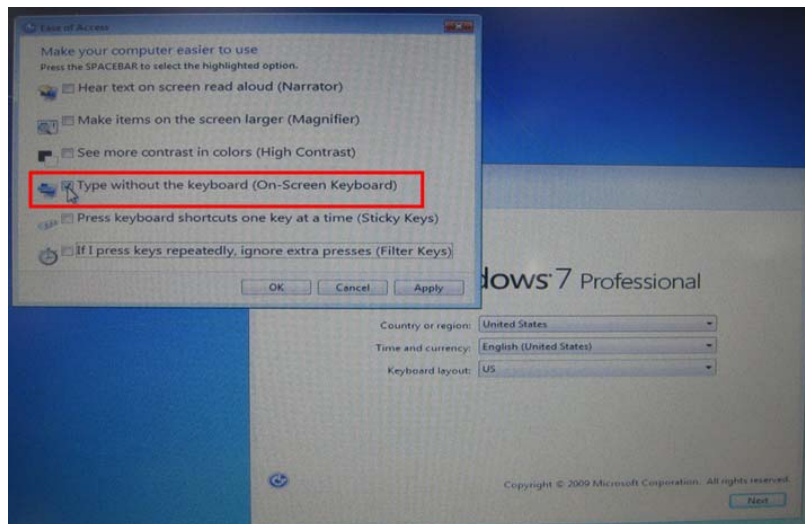 Ease of Access
Make your computer easier to use
Press the SPACEBAR to select the highlighted option.
Hear text on screen read aloud (Narrator)
Make items on the screen larger (Magnifier)
See more contrast in colors (High Contrast)
Type without the keyboard (On-Screen Keyboard)
Press keyboard shortcuts one key at a time (Sticky Keys)
If I press keys repeatedly, ignore extra presses (Filter Keys)
OK Cancel Apply
dows 7 Professional
Country or region: United States
Time and currency: English (United States)
Keyboard layout: US
Copyright © 2009 Microsoft Corporation. All rights reserved.
Next